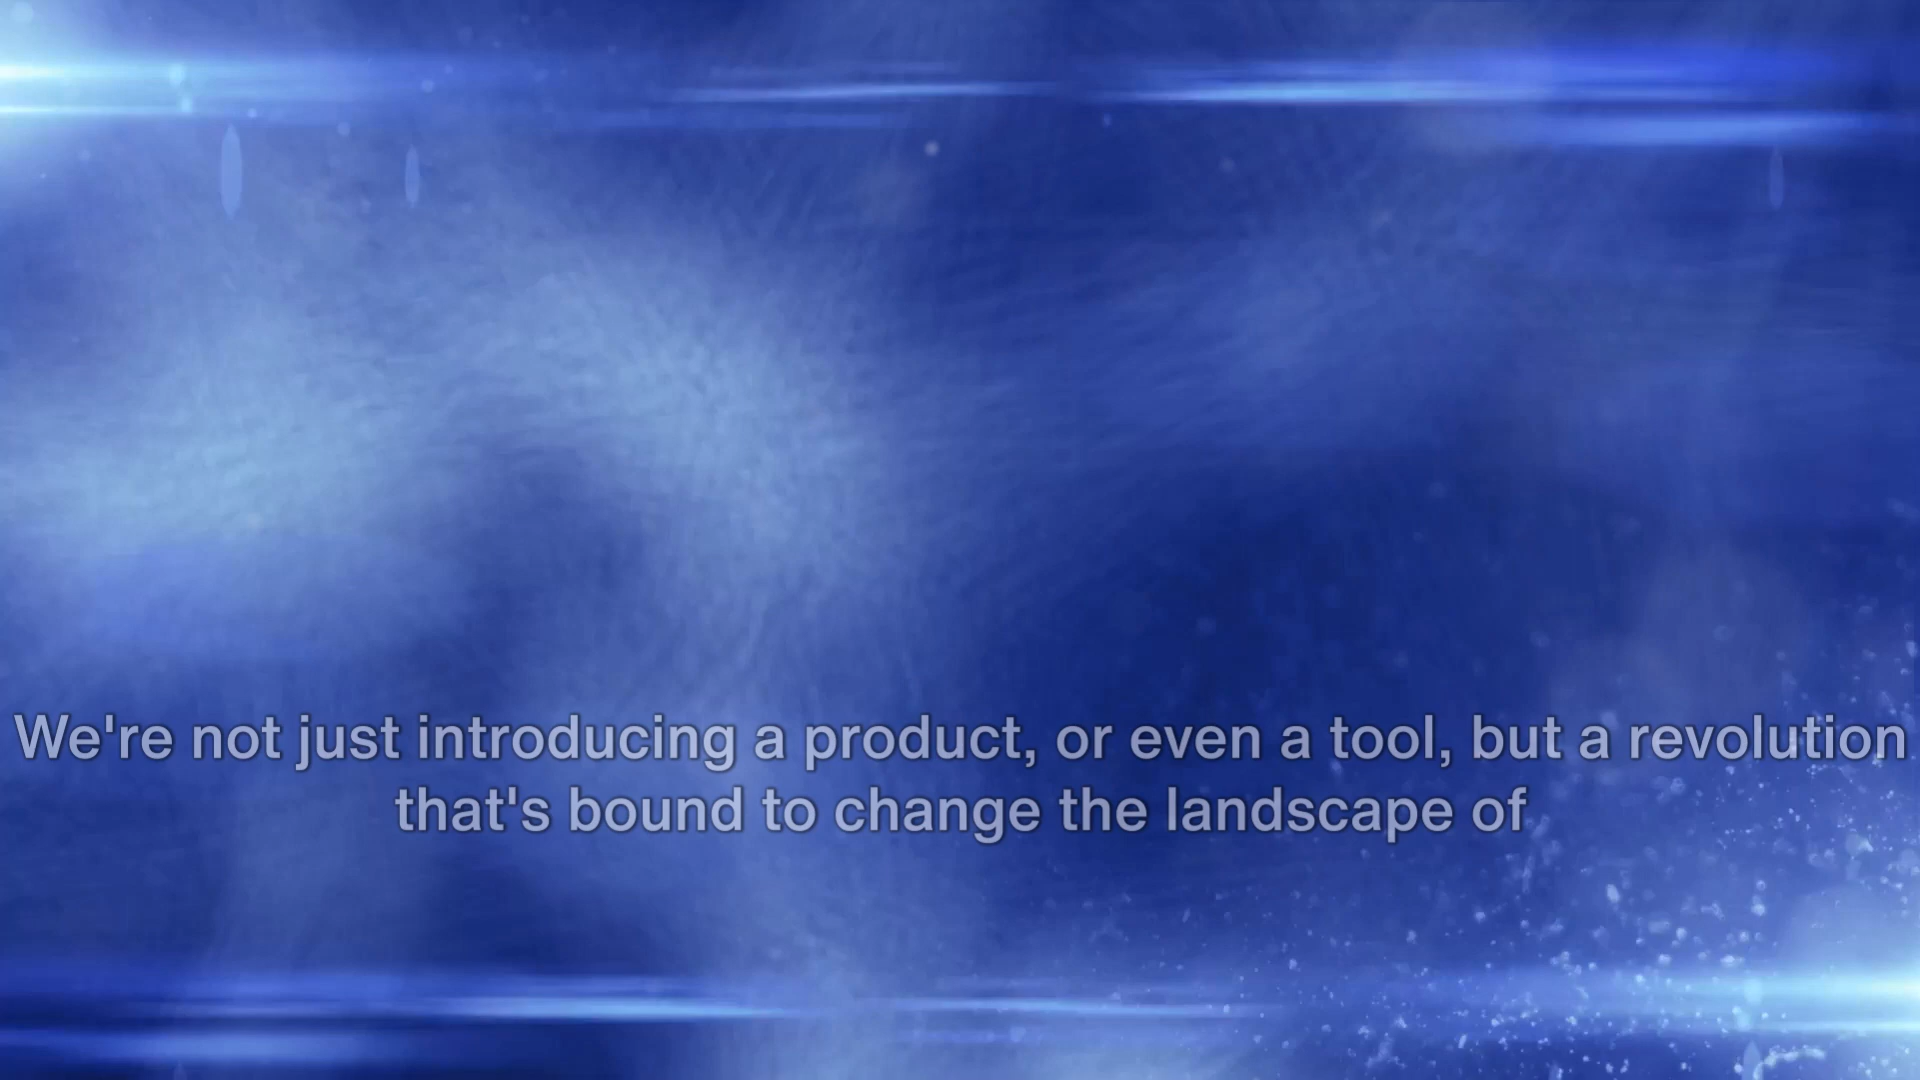 We're not just introducing a product, or even a tool, but a revolution
that's bound to change the landscape of